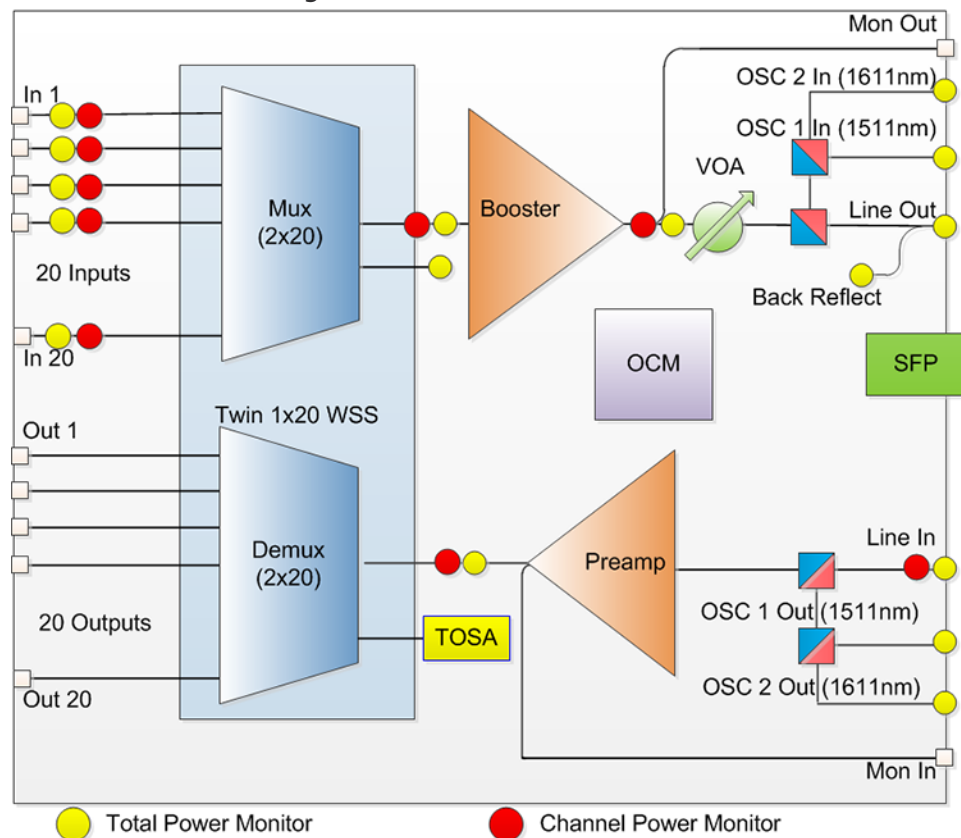 Mon Out
OSC 2 In (1611nm)
In 1
OSC 1 In (1511nm)
VOA
Mux
(2x20)
Booster
Line Out
20 Inputs
Back Reflect
In 20
OCM
SFP
Twin 1x20 WSS
Out 1
Demux
(2x20)
Preamp
Line In
OSC 1 Out (1511nm)
20 Outputs
TOSA
OSC 2 Out (1611nm)
Out 20
Mon In
Total Power Monitor
Channel Power Monitor